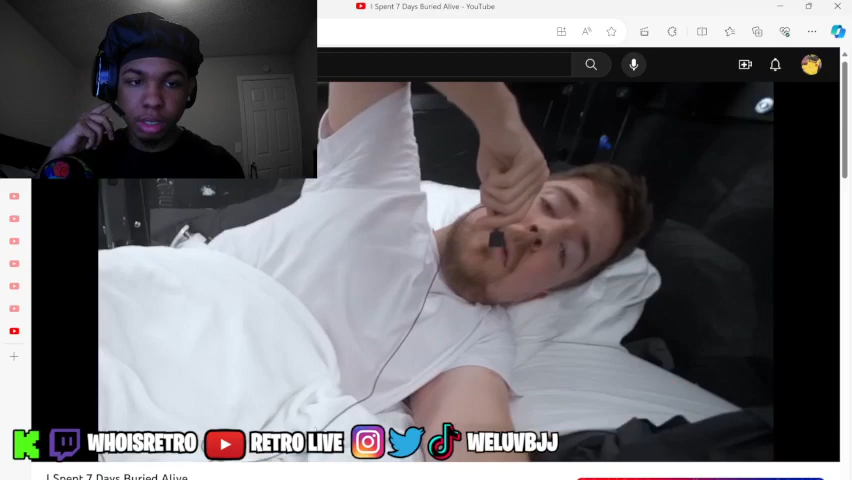 I Spent 7 Days Buried Alive - YouTube
WHOISRETRO RETRO LIVE WELUVBJJ
I Spent 7 Days Buried Alive